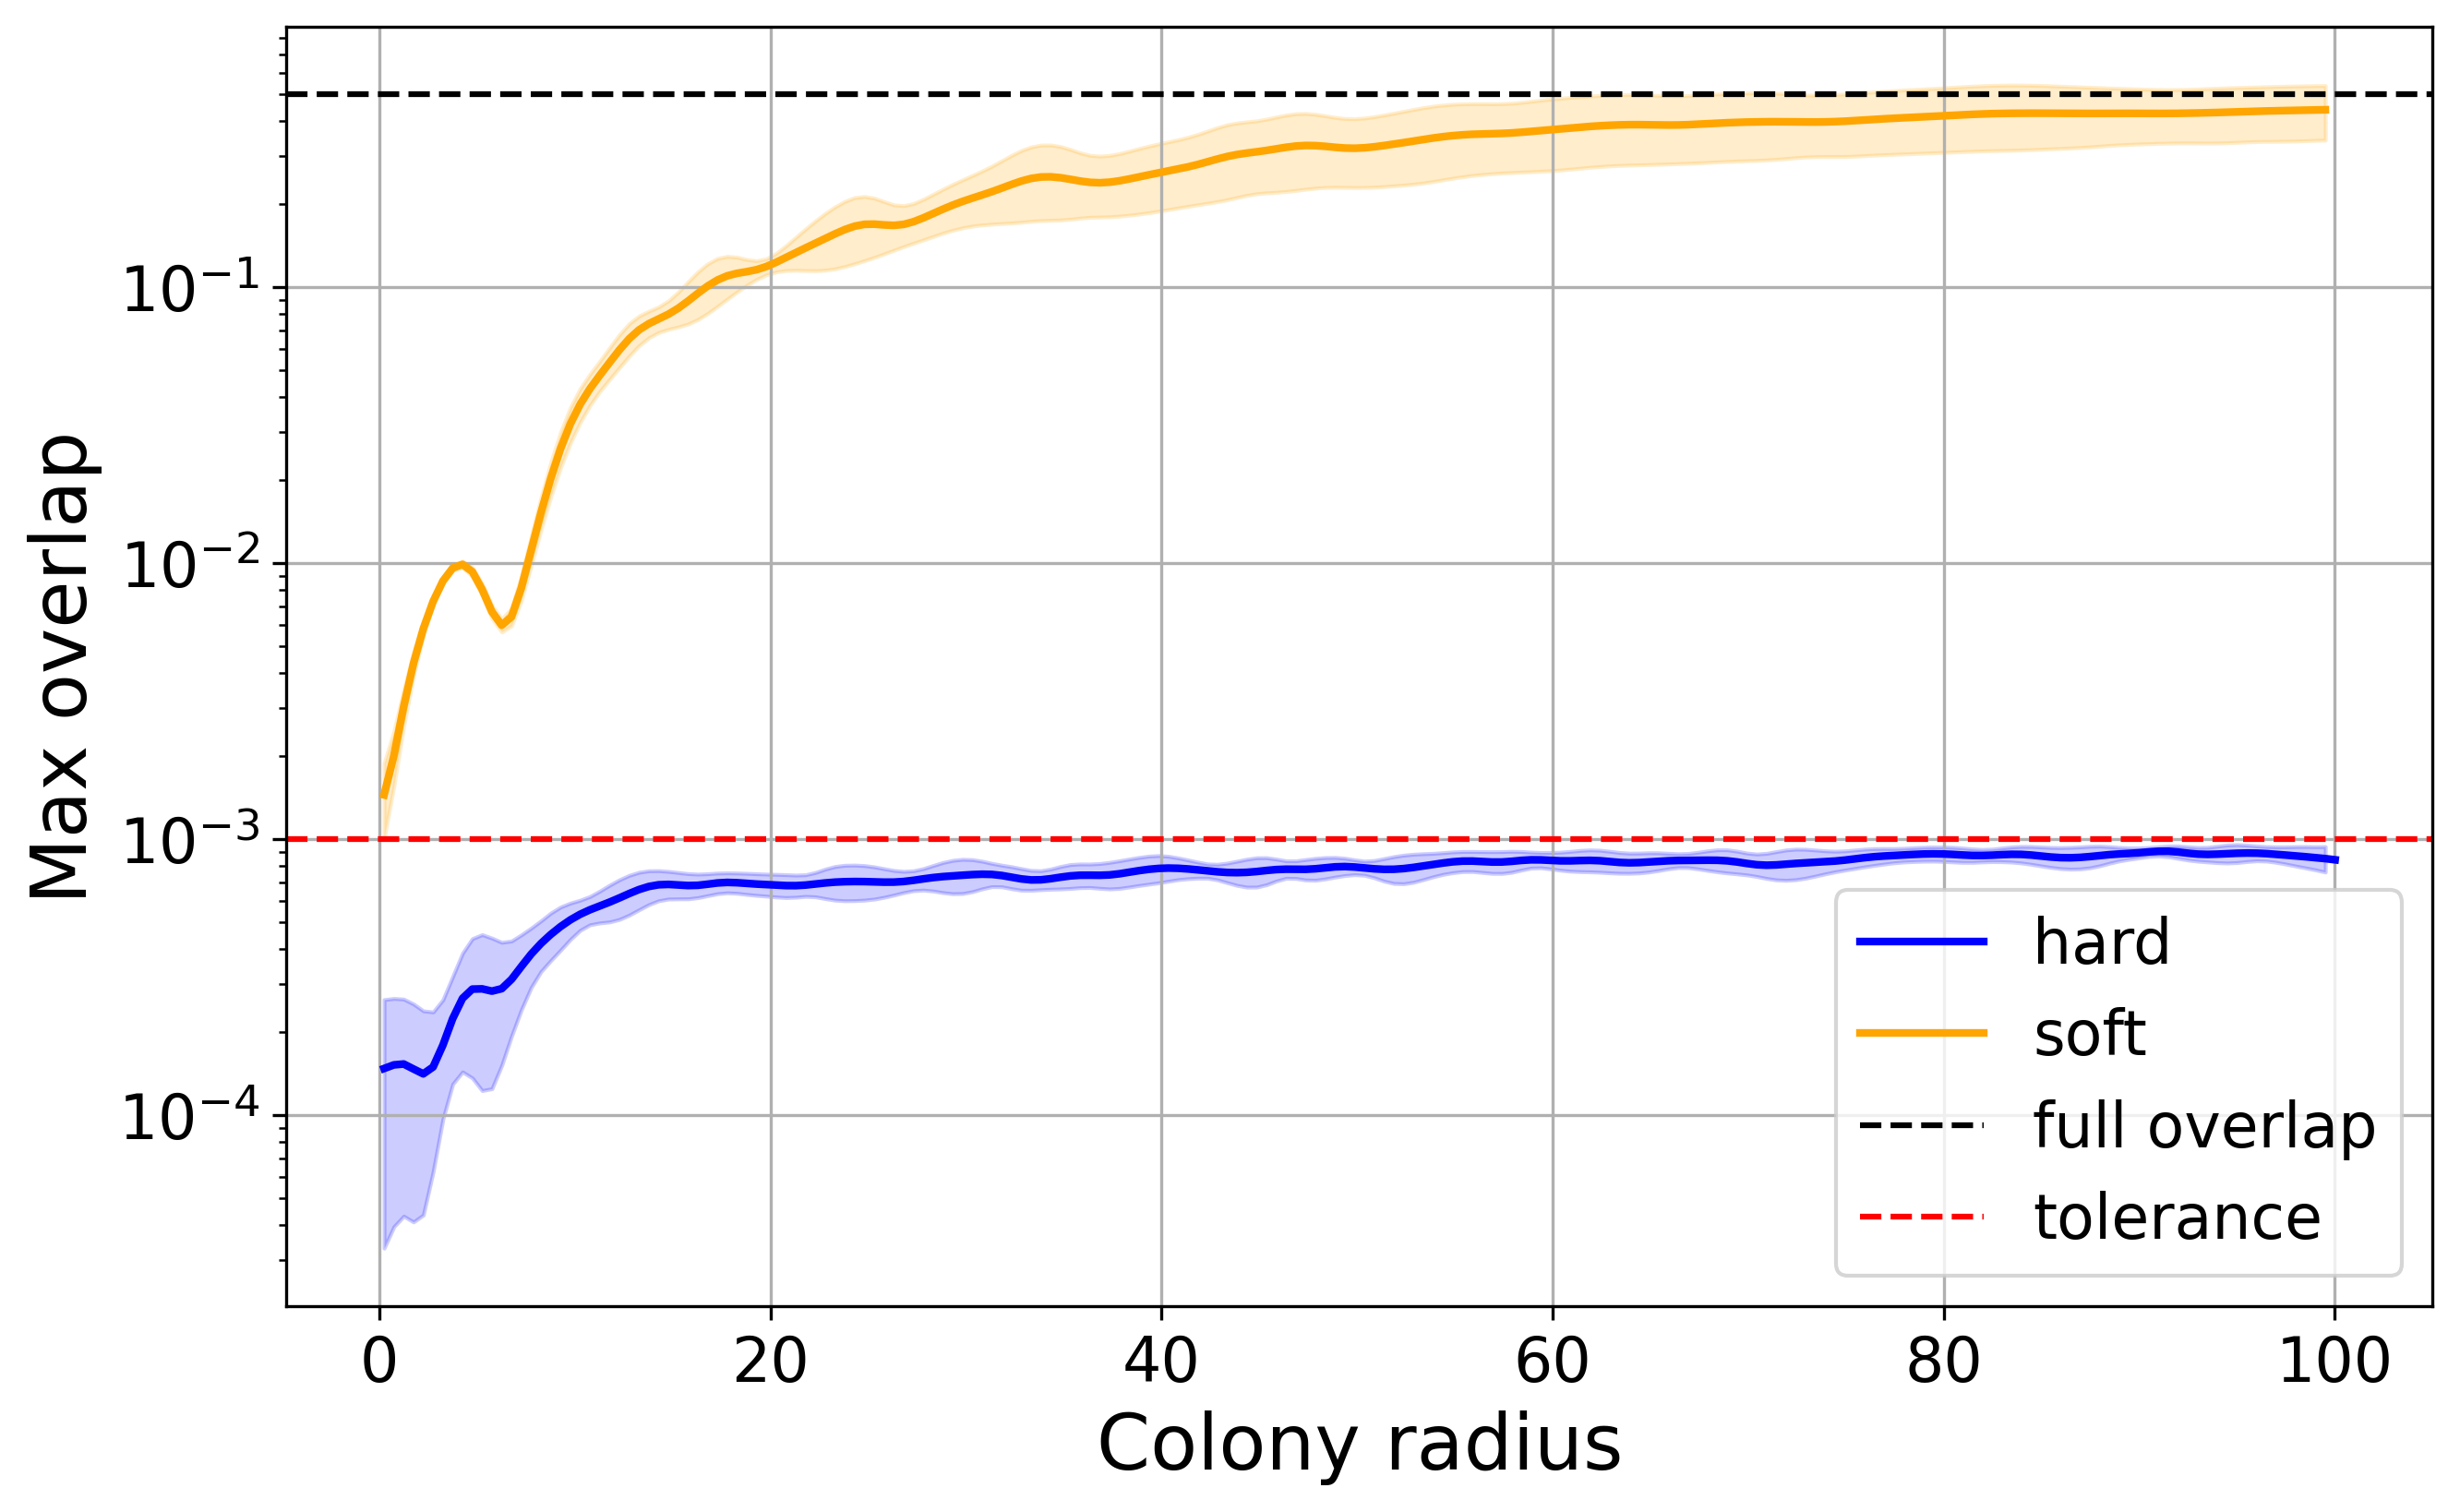 Max overlap
10⁻¹
10⁻²
10⁻³
10⁻⁴
hard
soft
full overlap
tolerance
0 20 40 60 80 100
Colony radius